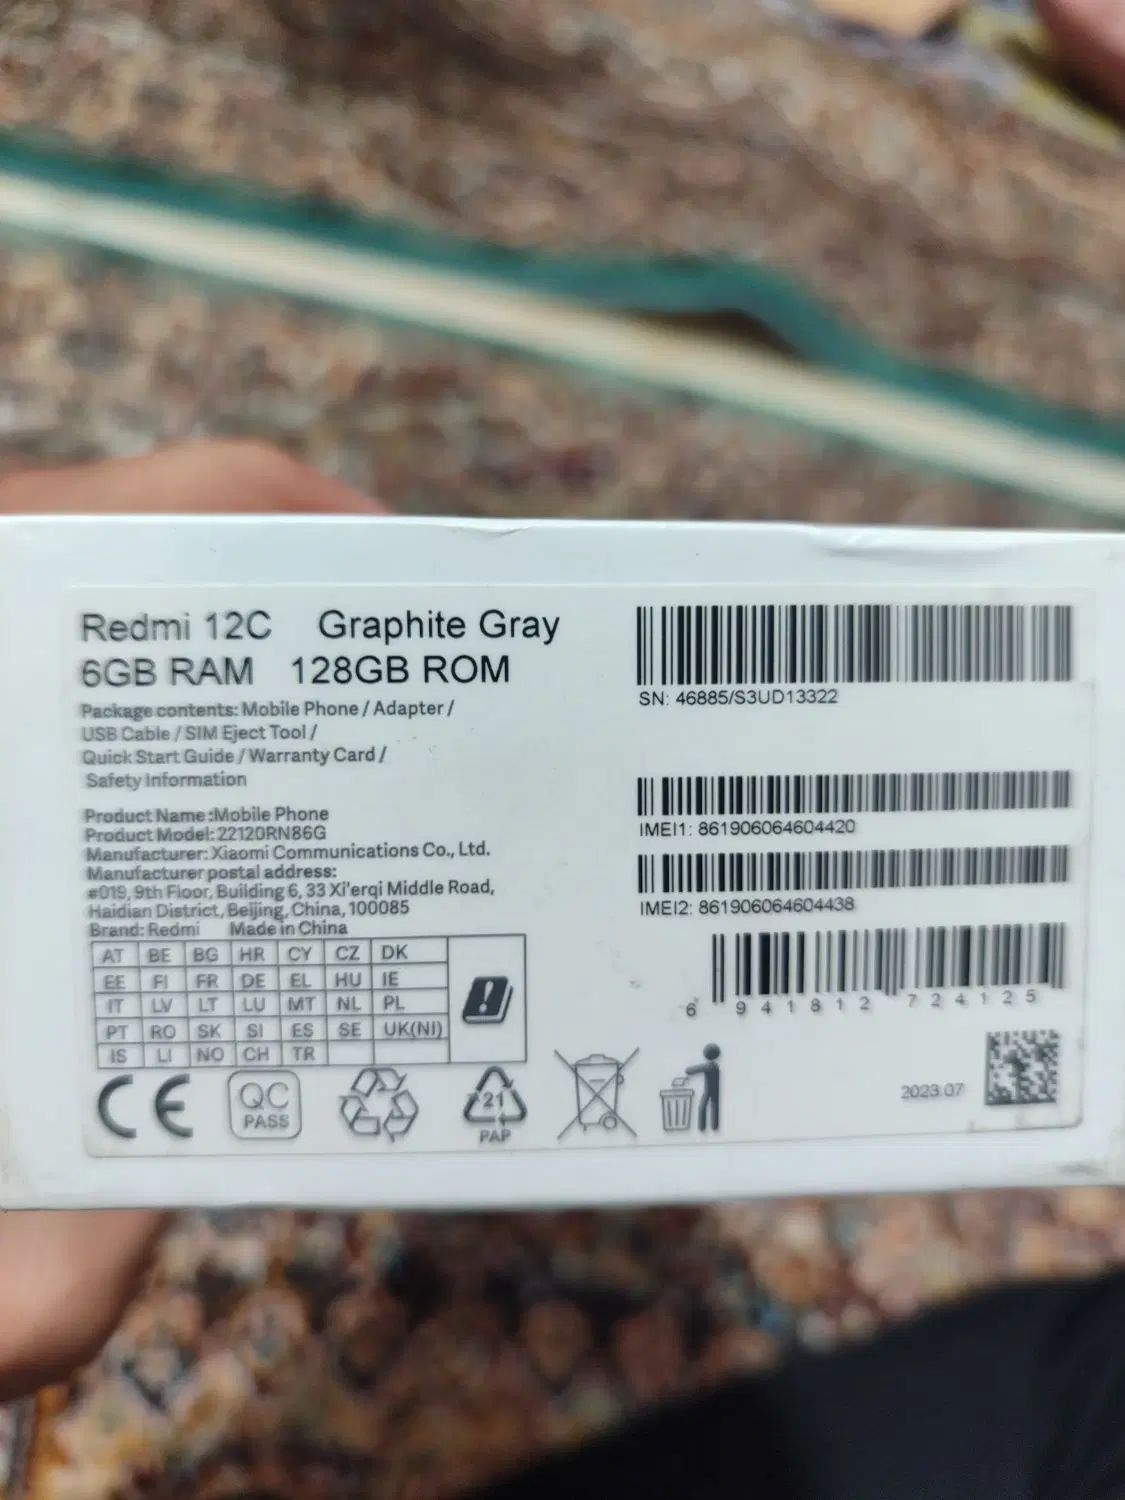 Redmi 12C Graphite Gray
6GB RAM 128GB ROM
Package contents: Mobile Phone / Adapter /
USB Cable / SIM Eject Tool /
Quick Start Guide / Warranty Card /
Safety Information
Product Name :Mobile Phone
Product Model: 22120RN86G
Manufacturer: Xiaomi Communications Co., Ltd.
Manufacturer postal address:
#019, 9th Floor, Building 6, 33 Xi'erqi Middle Road,
Haidian District, Beijing, China, 100085
Brand: Redmi Made in China
AT BE BG HR CY CZ DK
EE FI FR DE EL HU IE
IT LV LT LU MT NL PL
PT RO SK SI ES SE UK(NI)
IS LI NO CH TR
CE
QC
PASS
21
PAP
SN: 46885/S3UD13322
IMEI1: 861906064604420
IMEI2: 861906064604438
6 941812 724125
2023.07